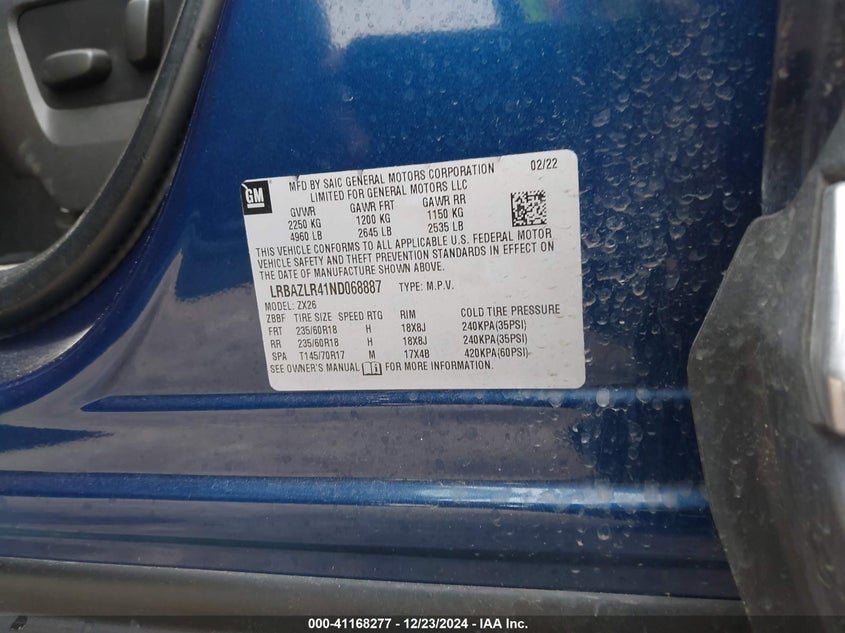 GM
MFD BY SAIC GENERAL MOTORS CORPORATION 02/22
LIMITED FOR GENERAL MOTORS LLC
GVWR GAWR FRT GAWR RR
2250 KG 1200 KG 1150 KG
4960 LB 2645 LB 2535 LB
THIS VEHICLE CONFORMS TO ALL APPLICABLE U.S. FEDERAL MOTOR
VEHICLE SAFETY AND THEFT PREVENTION STANDARDS IN EFFECT ON
THE DATE OF MANUFACTURE SHOWN ABOVE.
LRBAZLR41ND068887 TYPE: M.P.V.
MODEL: ZX26
ZBBF TIRE SIZE SPEED RTG RIM COLD TIRE PRESSURE
FRT 235/60R18 H 18X8J 240KPA(35PSI)
RR 235/60R18 H 18X8J 240KPA(35PSI)
SPA T145/70R17 M 17X4B 420KPA(60PSI)
SEE OWNER'S MANUAL FOR MORE INFORMATION.
000-41168277 - 12/23/2024 - IAA Inc.